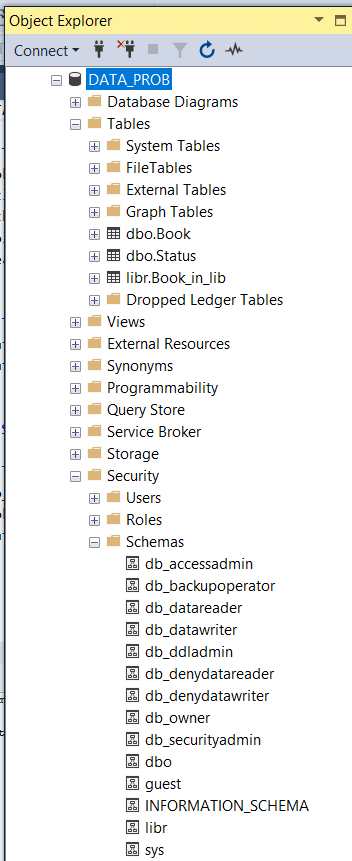 Object Explorer
Connect
DATA_PROB
Database Diagrams
Tables
System Tables
FileTables
External Tables
Graph Tables
dbo.Book
dbo.Status
libr.Book_in_lib
Dropped Ledger Tables
Views
External Resources
Synonyms
Programmability
Query Store
Service Broker
Storage
Security
Users
Roles
Schemas
db_accessadmin
db_backupoperator
db_datareader
db_datawriter
db_ddladmin
db_denydatareader
db_denydatawriter
db_owner
db_securityadmin
dbo
guest
INFORMATION_SCHEMA
libr
sys